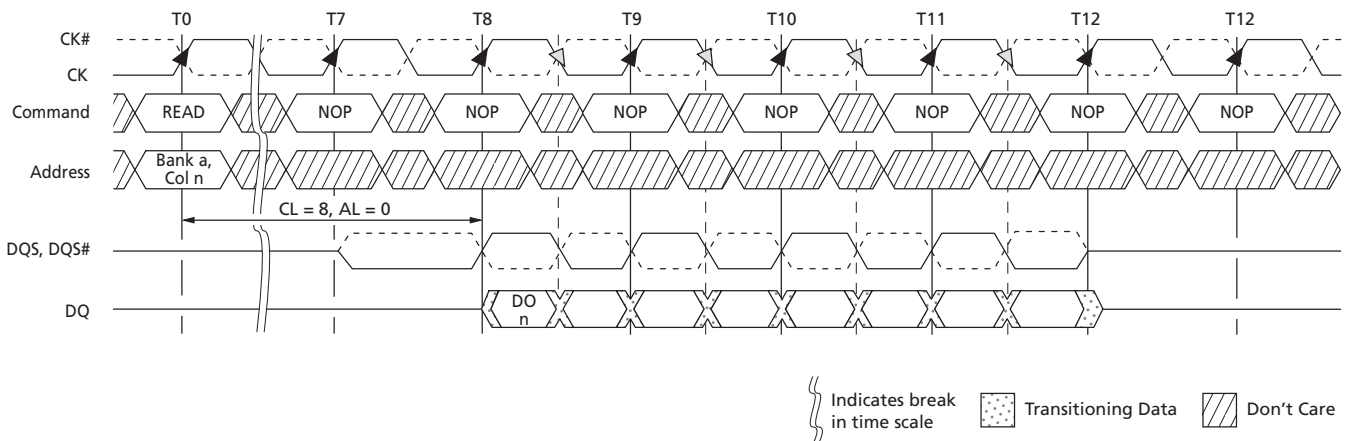 T0 T7 T8 T9 T10 T11 T12 T12
CK#
CK
Command READ NOP NOP NOP NOP NOP NOP NOP
Address Bank a,
Col n
CL = 8, AL = 0
DQS, DQS#
DQ DO
n
Indicates break
in time scale
Transitioning Data
Don't Care